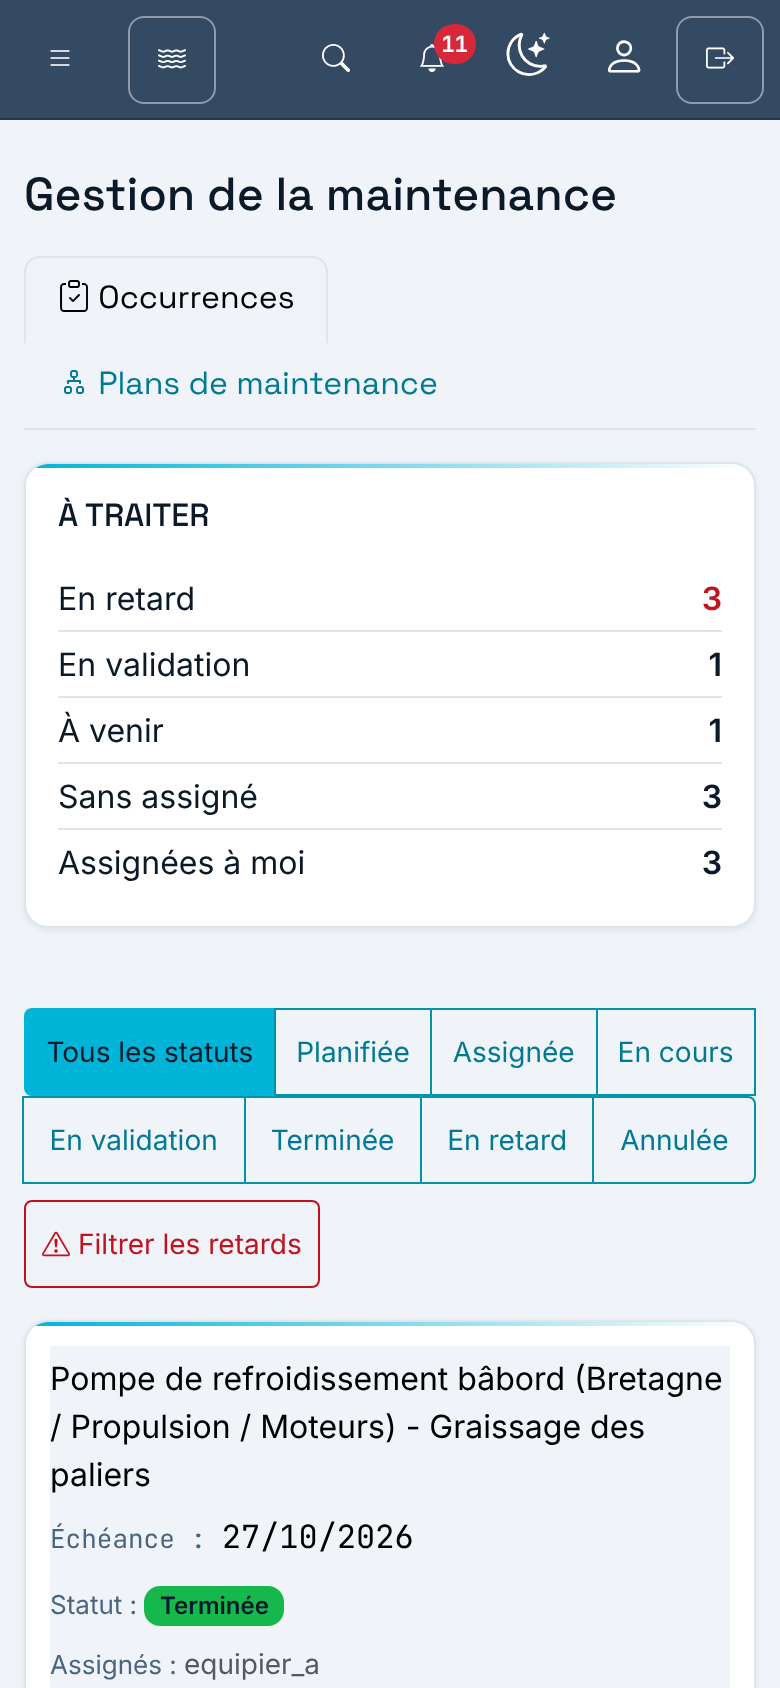 11
Gestion de la maintenance
Occurrences
Plans de maintenance
À TRAITER
En retard 3
En validation 1
À venir 1
Sans assigné 3
Assignées à moi 3
Tous les statuts Planifiée Assignée En cours
En validation Terminée En retard Annulée
Filtrer les retards
Pompe de refroidissement bâbord (Bretagne
/ Propulsion / Moteurs) - Graissage des
paliers
Échéance : 27/10/2026
Statut : Terminée
Assignés : equipier_a